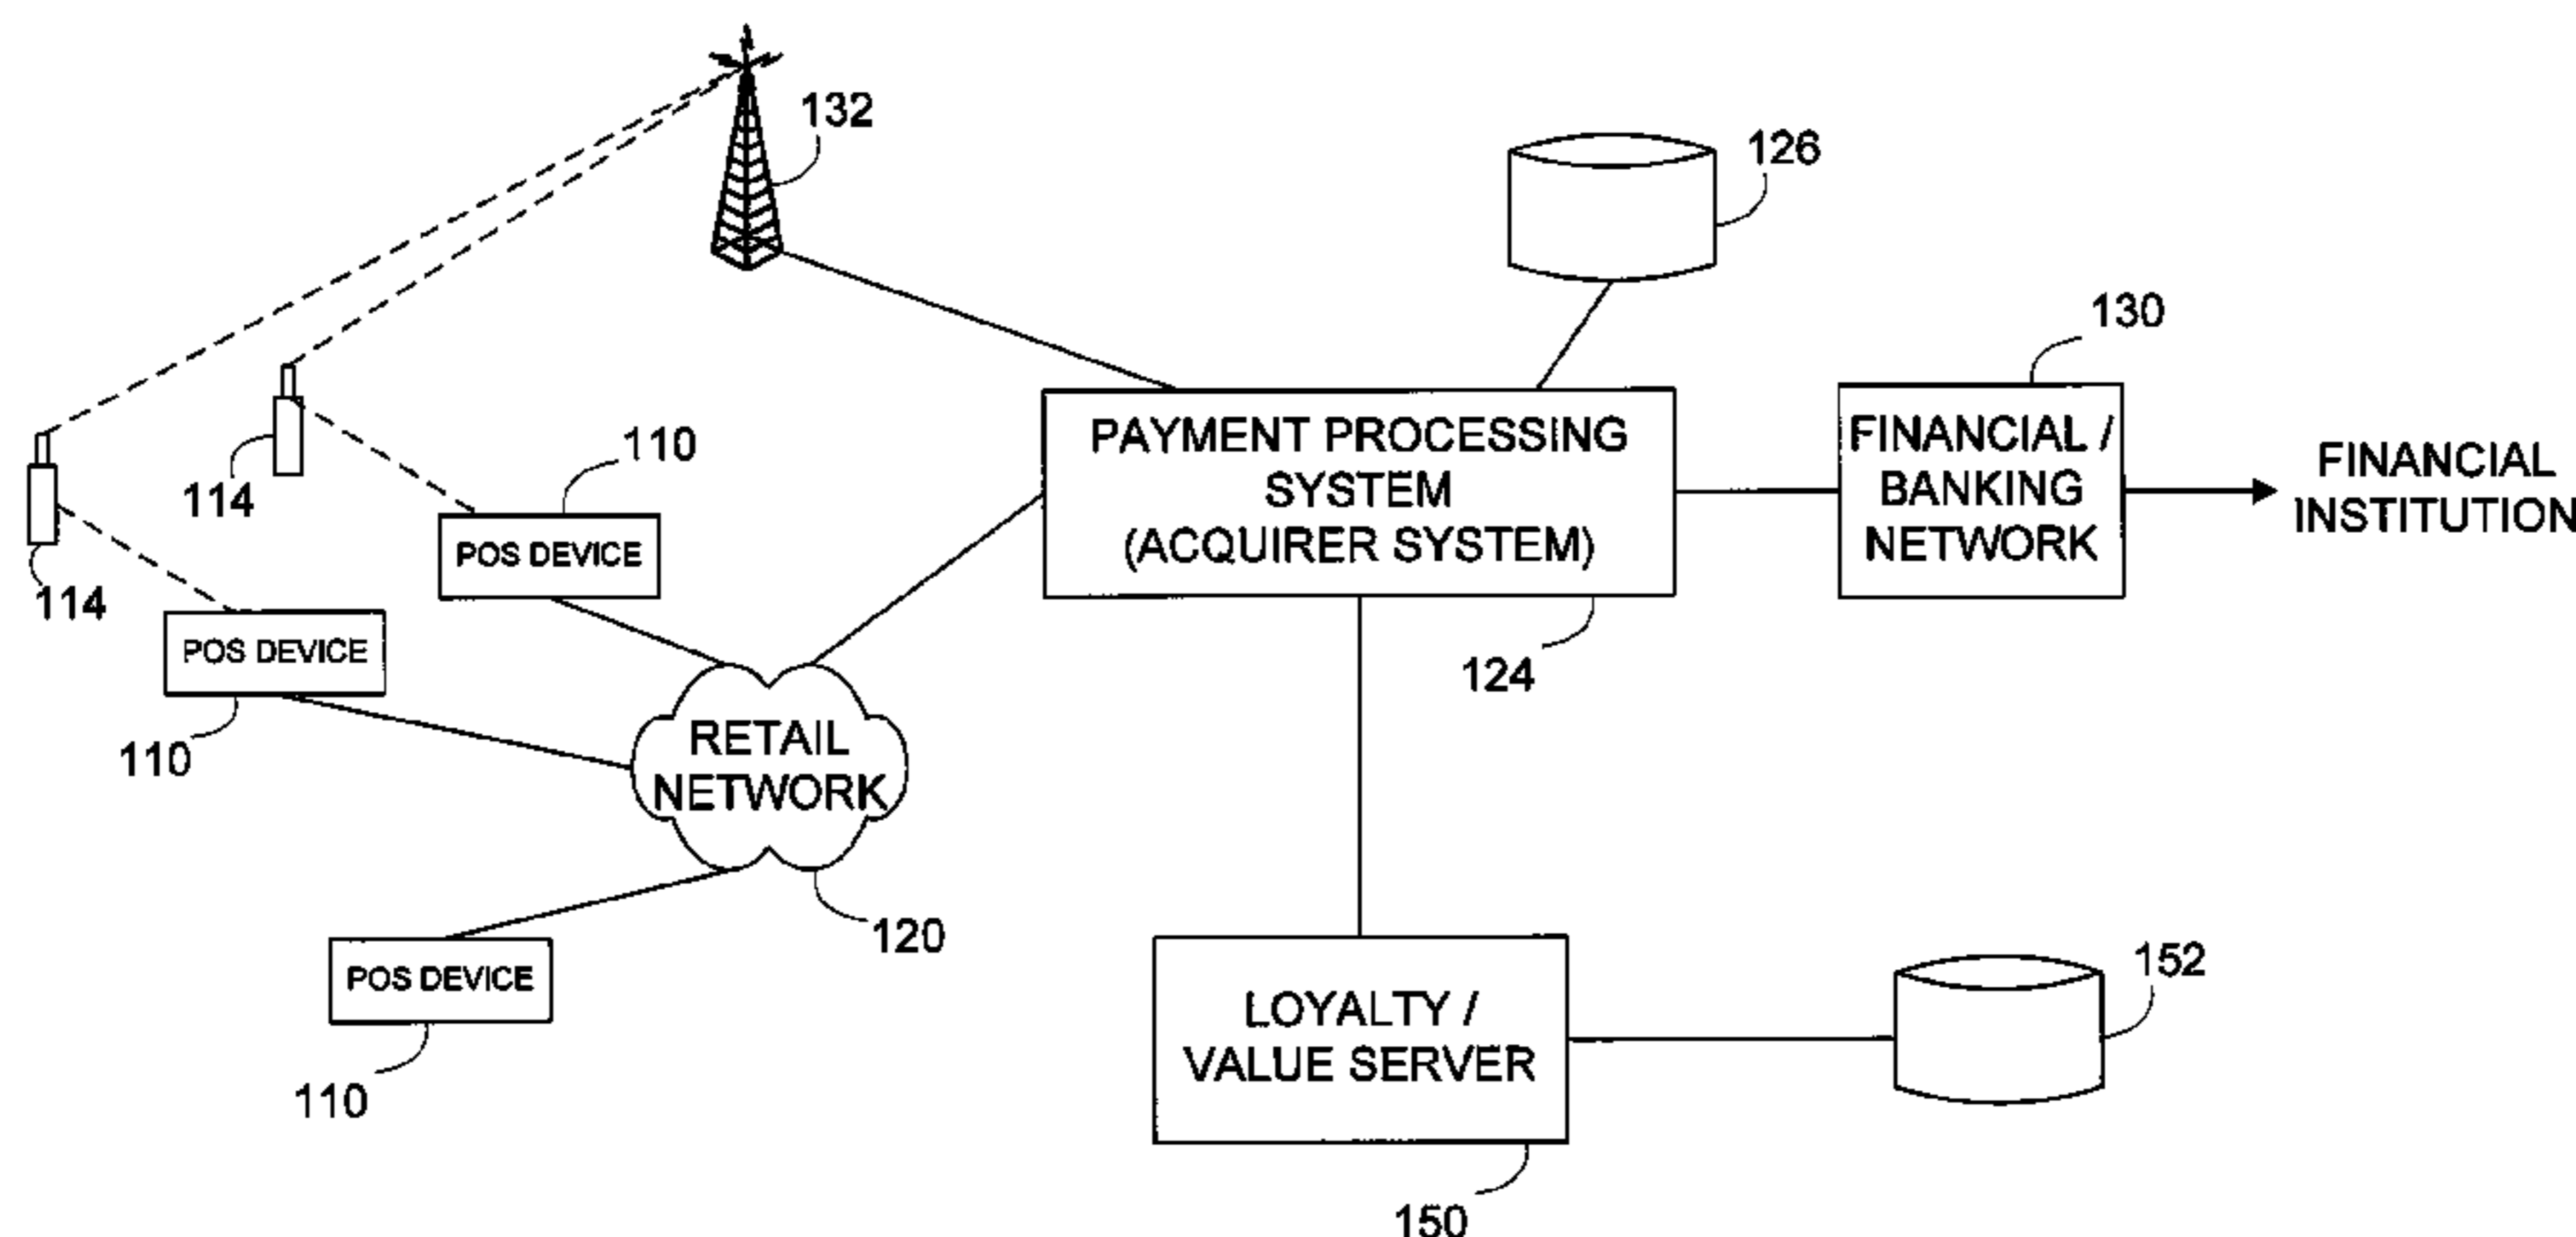 132
126
130
PAYMENT PROCESSING
SYSTEM
(ACQUIRER SYSTEM)
FINANCIAL /
BANKING
NETWORK
FINANCIAL
INSTITUTION
114
110
POS DEVICE
114
POS DEVICE
110
124
RETAIL
NETWORK
120
POS DEVICE
110
LOYALTY /
VALUE SERVER
152
150